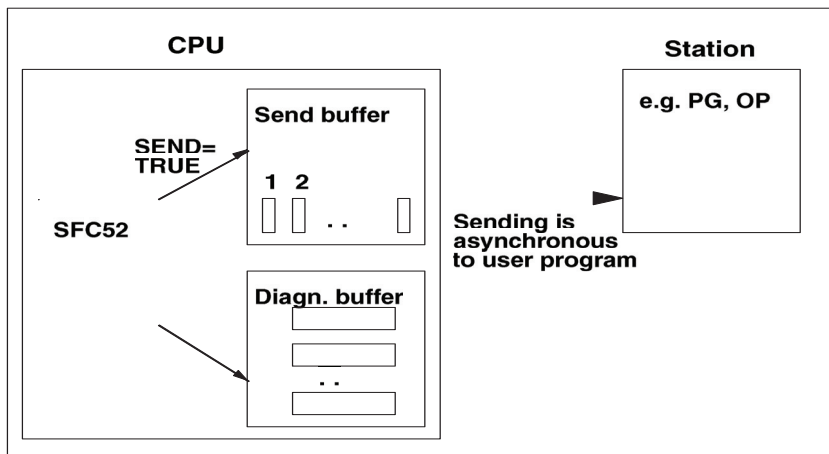 CPU
Station
Send buffer
e.g. PG, OP
SEND=
TRUE
1 2
. .
SFC52
Sending is
asynchronous
to user program
Diagn. buffer
. .